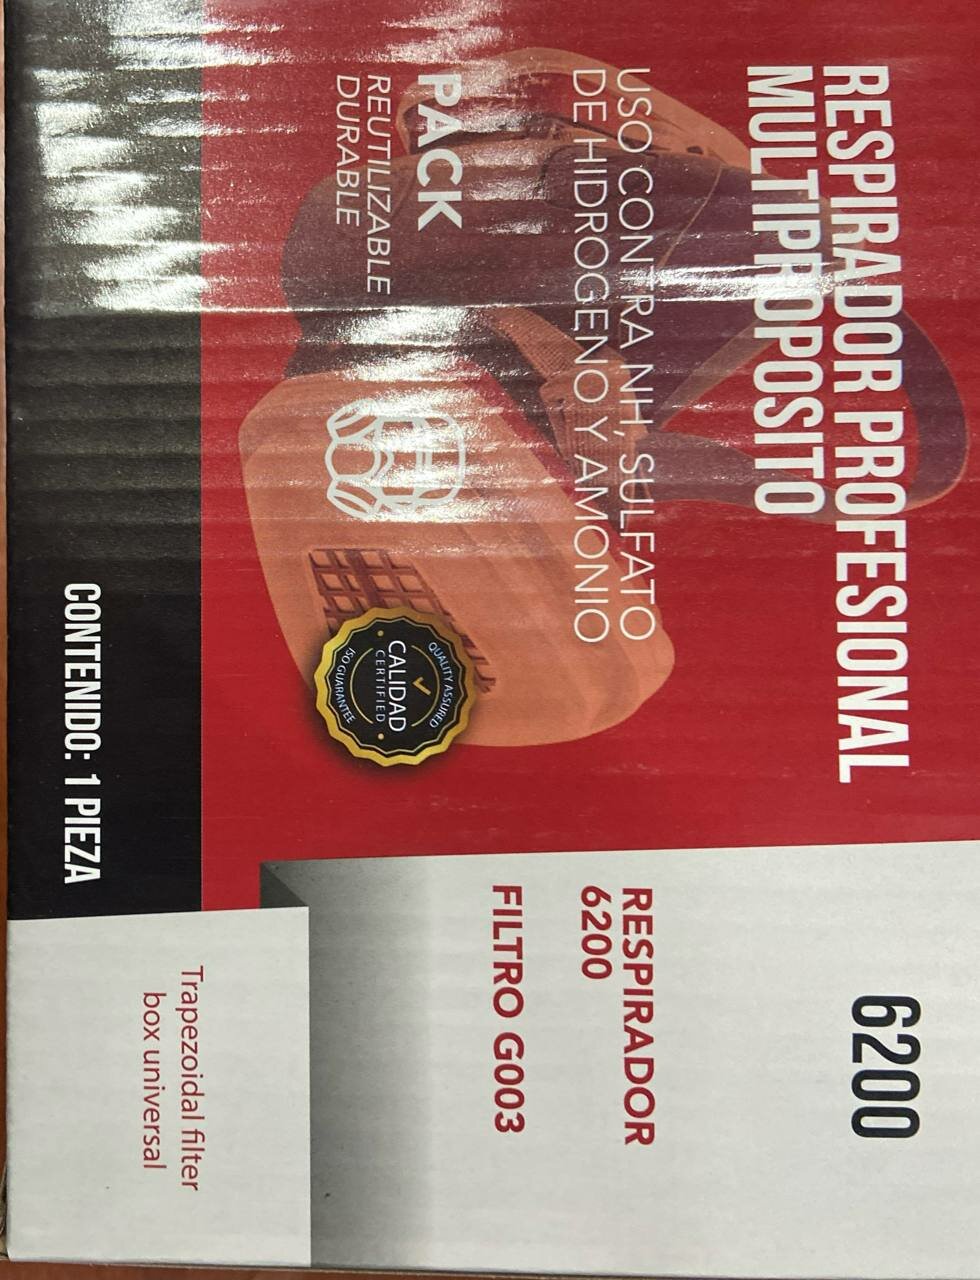 RESPIRADOR PROFESIONAL
MULTIPROPOSITO
USO CONTRA NH, SULFATO
DE HIDROGENO Y AMONIO
PACK
REUTILIZABLE
DURABLE
QUALITY ASSURED
CALIDAD
CERTIFIED
ISO GUARANTEE
CONTENIDO: 1 PIEZA
6200
RESPIRADOR
6200
FILTRO G003
Trapezoidal filter
box universal